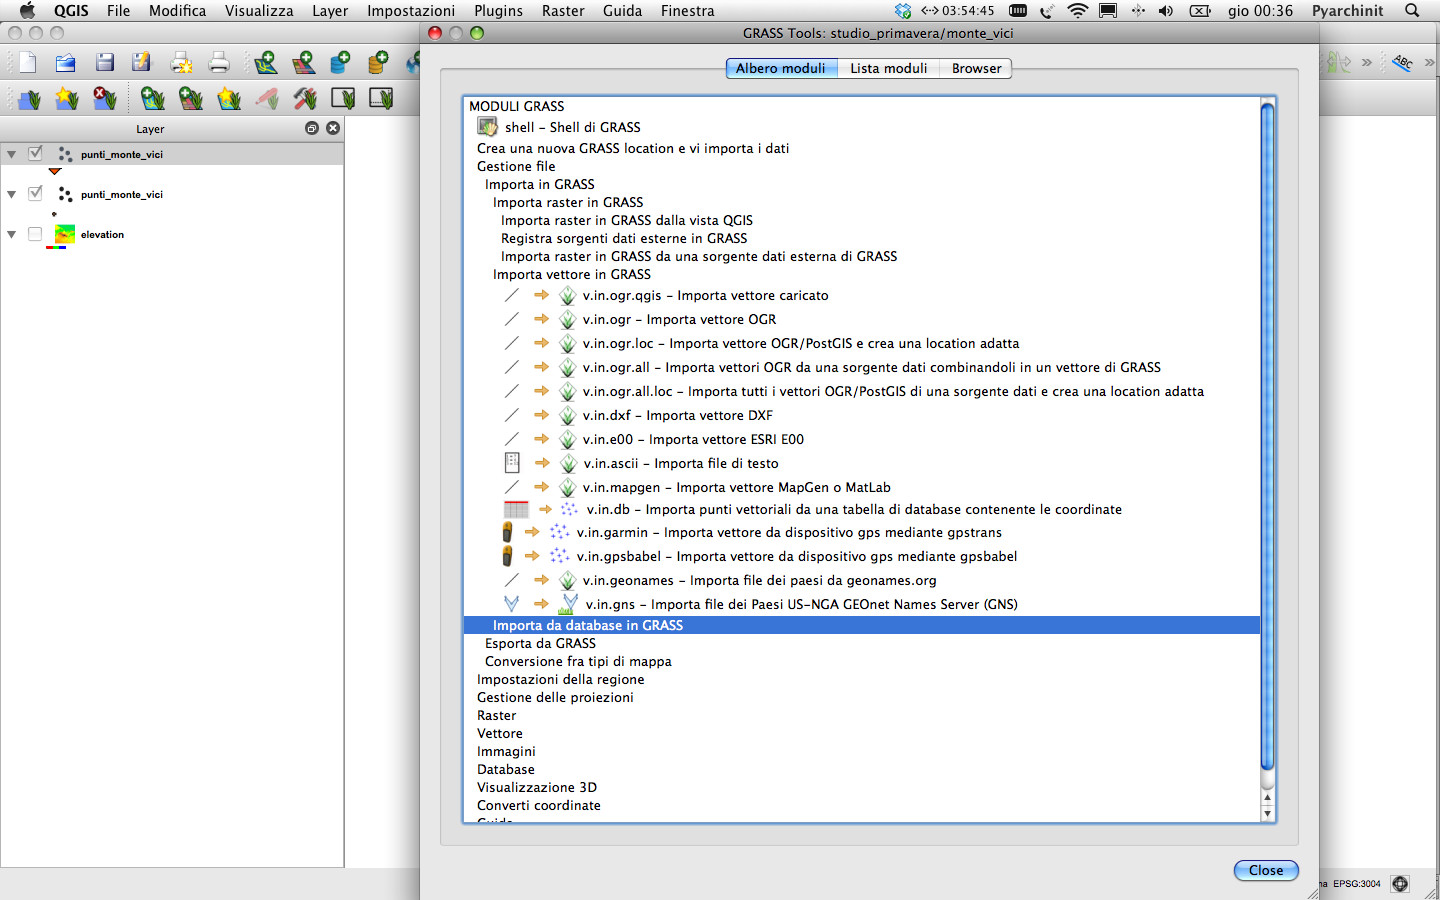 QGIS File Modifica Visualizza Layer Impostazioni Plugins Raster Guida Finestra 03:54:45 gio 00:36 Pyarchinit
GRASS Tools: studio_primavera/monte_vici
Albero moduli Lista moduli Browser
ABC
Layer
punti_monte_vici
punti_monte_vici
elevation
MODULI GRASS
shell – Shell di GRASS
Crea una nuova GRASS location e vi importa i dati
Gestione file
Importa in GRASS
Importa raster in GRASS
Importa raster in GRASS dalla vista QGIS
Registra sorgenti dati esterne in GRASS
Importa raster in GRASS da una sorgente dati esterna di GRASS
Importa vettore in GRASS
v.in.ogr.qgis – Importa vettore caricato
v.in.ogr – Importa vettore OGR
v.in.ogr.loc – Importa vettore OGR/PostGIS e crea una location adatta
v.in.ogr.all – Importa vettori OGR da una sorgente dati combinandoli in un vettore di GRASS
v.in.ogr.all.loc – Importa tutti i vettori OGR/PostGIS di una sorgente dati e crea una location adatta
v.in.dxf – Importa vettore DXF
v.in.e00 – Importa vettore ESRI E00
v.in.ascii – Importa file di testo
v.in.mapgen – Importa vettore MapGen o MatLab
v.in.db – Importa punti vettoriali da una tabella di database contenente le coordinate
v.in.garmin – Importa vettore da dispositivo gps mediante gpstrans
v.in.gpsbabel – Importa vettore da dispositivo gps mediante gpsbabel
v.in.geonames – Importa file dei paesi da geonames.org
v.in.gns – Importa file dei Paesi US-NGA GEOnet Names Server (GNS)
Importa da database in GRASS
Esporta da GRASS
Conversione fra tipi di mappa
Impostazioni della regione
Gestione delle proiezioni
Raster
Vettore
Immagini
Database
Visualizzazione 3D
Converti coordinate
Guida
Close
na EPSG:3004